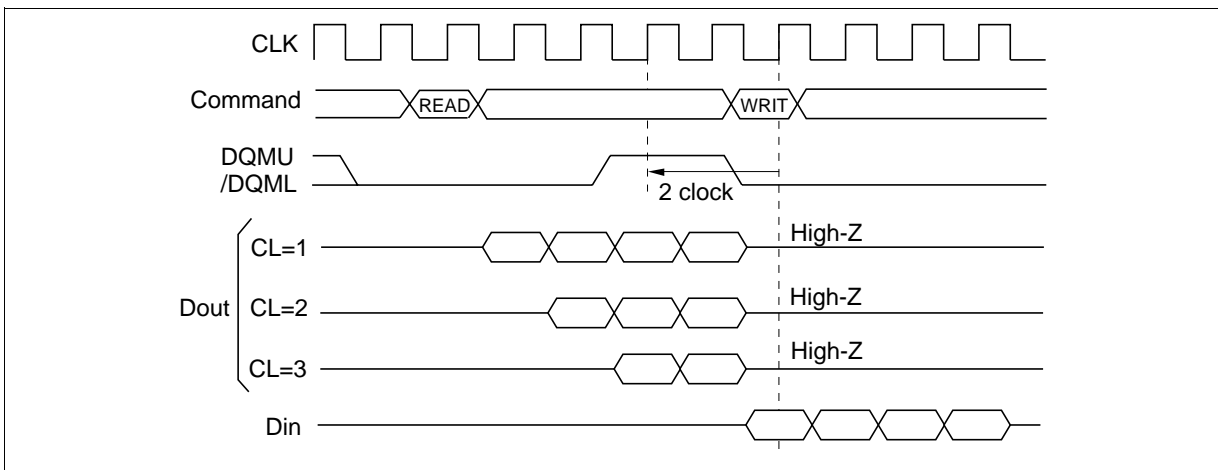 CLK
Command
READ
WRIT
DQMU
/DQML
2 clock
CL=1
High-Z
Dout
CL=2
High-Z
CL=3
High-Z
Din